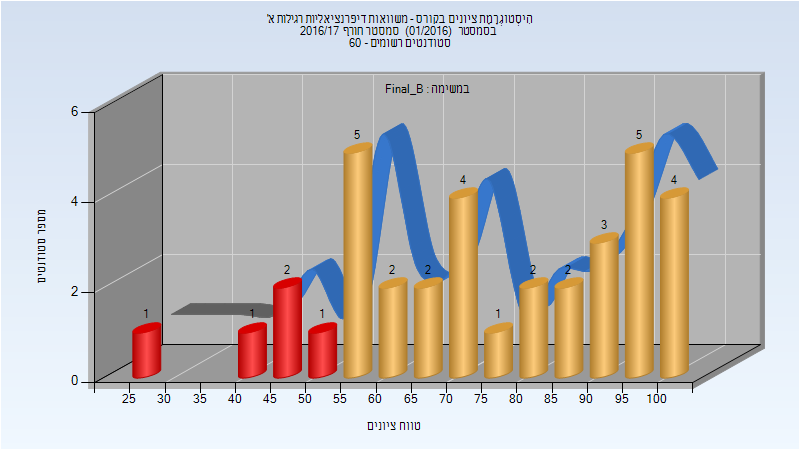 היסטוגרמת ציונים בקורס - משוואות דיפרנציאליות רגילות א'
בסמסטר (01/2016) סמסטר חורף 2016/17
סטודנטים רשומים - 60
במשימה : Final_B
מספר סטודנטים
6
4
2
0
1
1
2
1
5
2
2
4
1
2
2
3
5
4
25 30 35 40 45 50 55 60 65 70 75 80 85 90 95 100
טווח ציונים